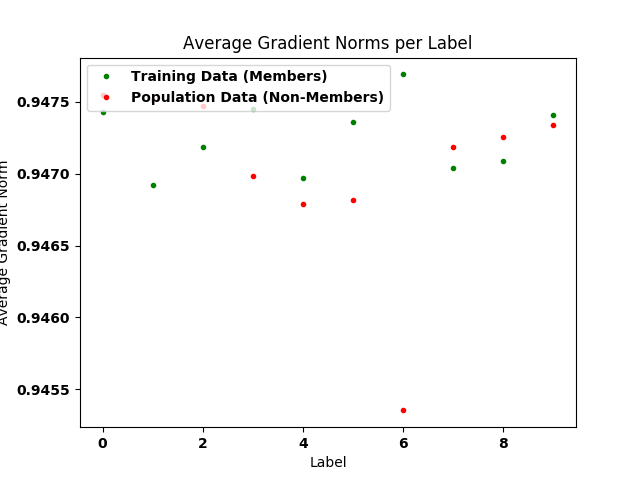 Average Gradient Norms per Label
Training Data (Members)
Population Data (Non-Members)
0.9475
0.9470
0.9465
0.9460
0.9455
Average Gradient Norm
0
2
4
6
8
Label